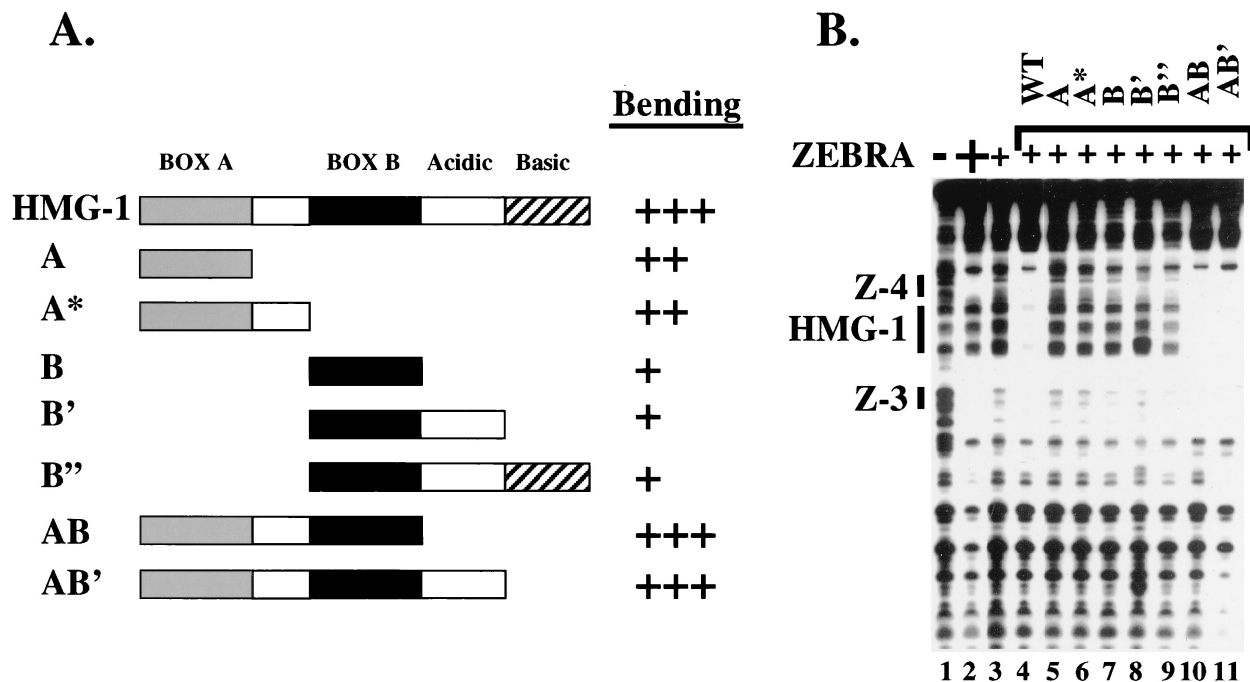 A.
Bending
BOX A BOX B Acidic Basic
HMG-1 +++
A ++
A* ++
B +
B’ +
B’’ +
AB +++
AB’ +++
B.
WT A A* B B’ B’’ AB AB’
ZEBRA - + + + + + + + + + +
Z-4
HMG-1
Z-3
1 2 3 4 5 6 7 8 9 10 11